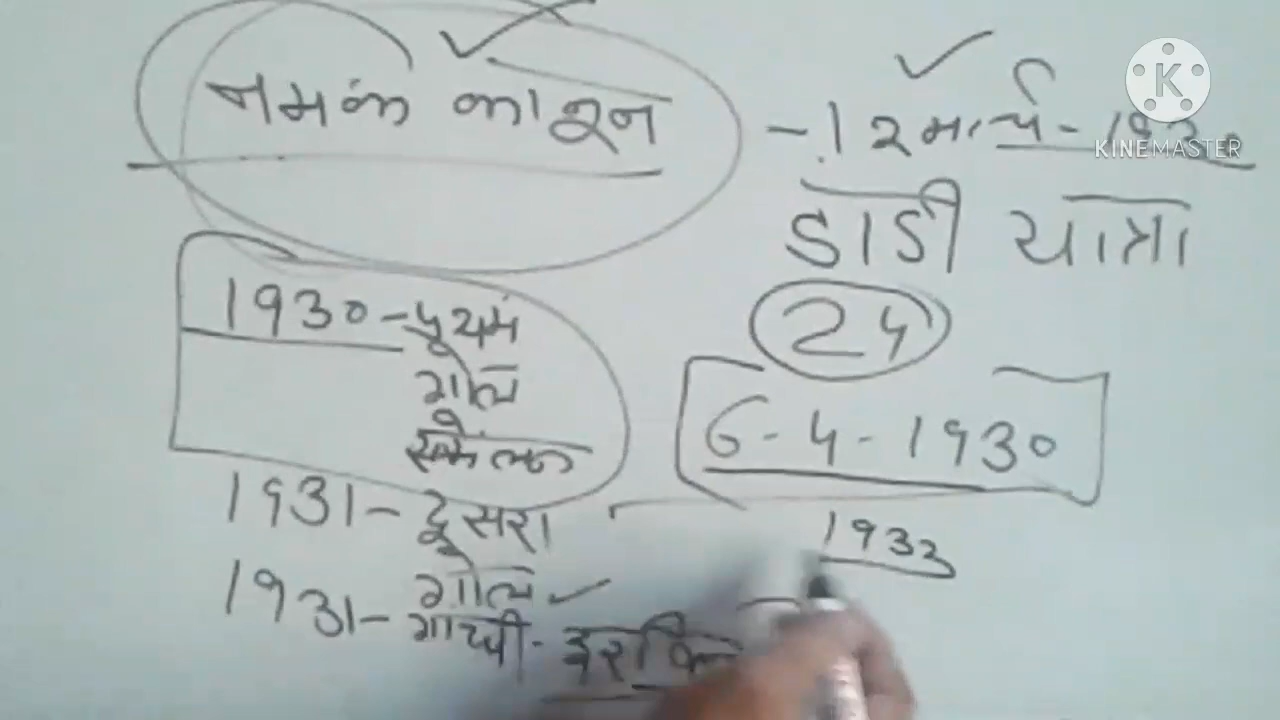 नमक कानून
- 12 मार्च - 1930
KINEMASTER
डाडी यात्रा
24
6-4-1930
1930 - प्रथम
गोल
1931 - दूसरा
गोल
1931 - गांधी - इरविन
1932